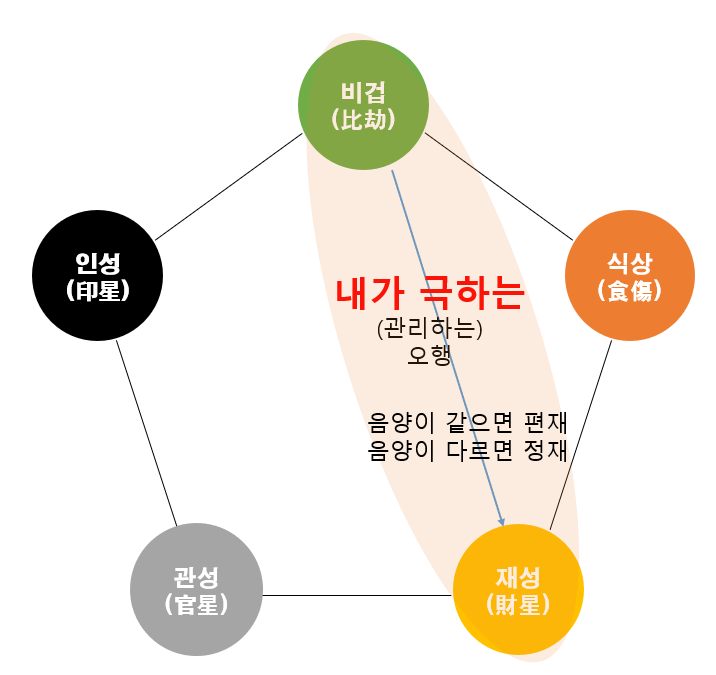 비겁
(比劫)
인성
(印星)
식상
(食傷)
내가 극하는
(관리하는)
오행
음양이 같으면 편재
음양이 다르면 정재
관성
(官星)
재성
(財星)